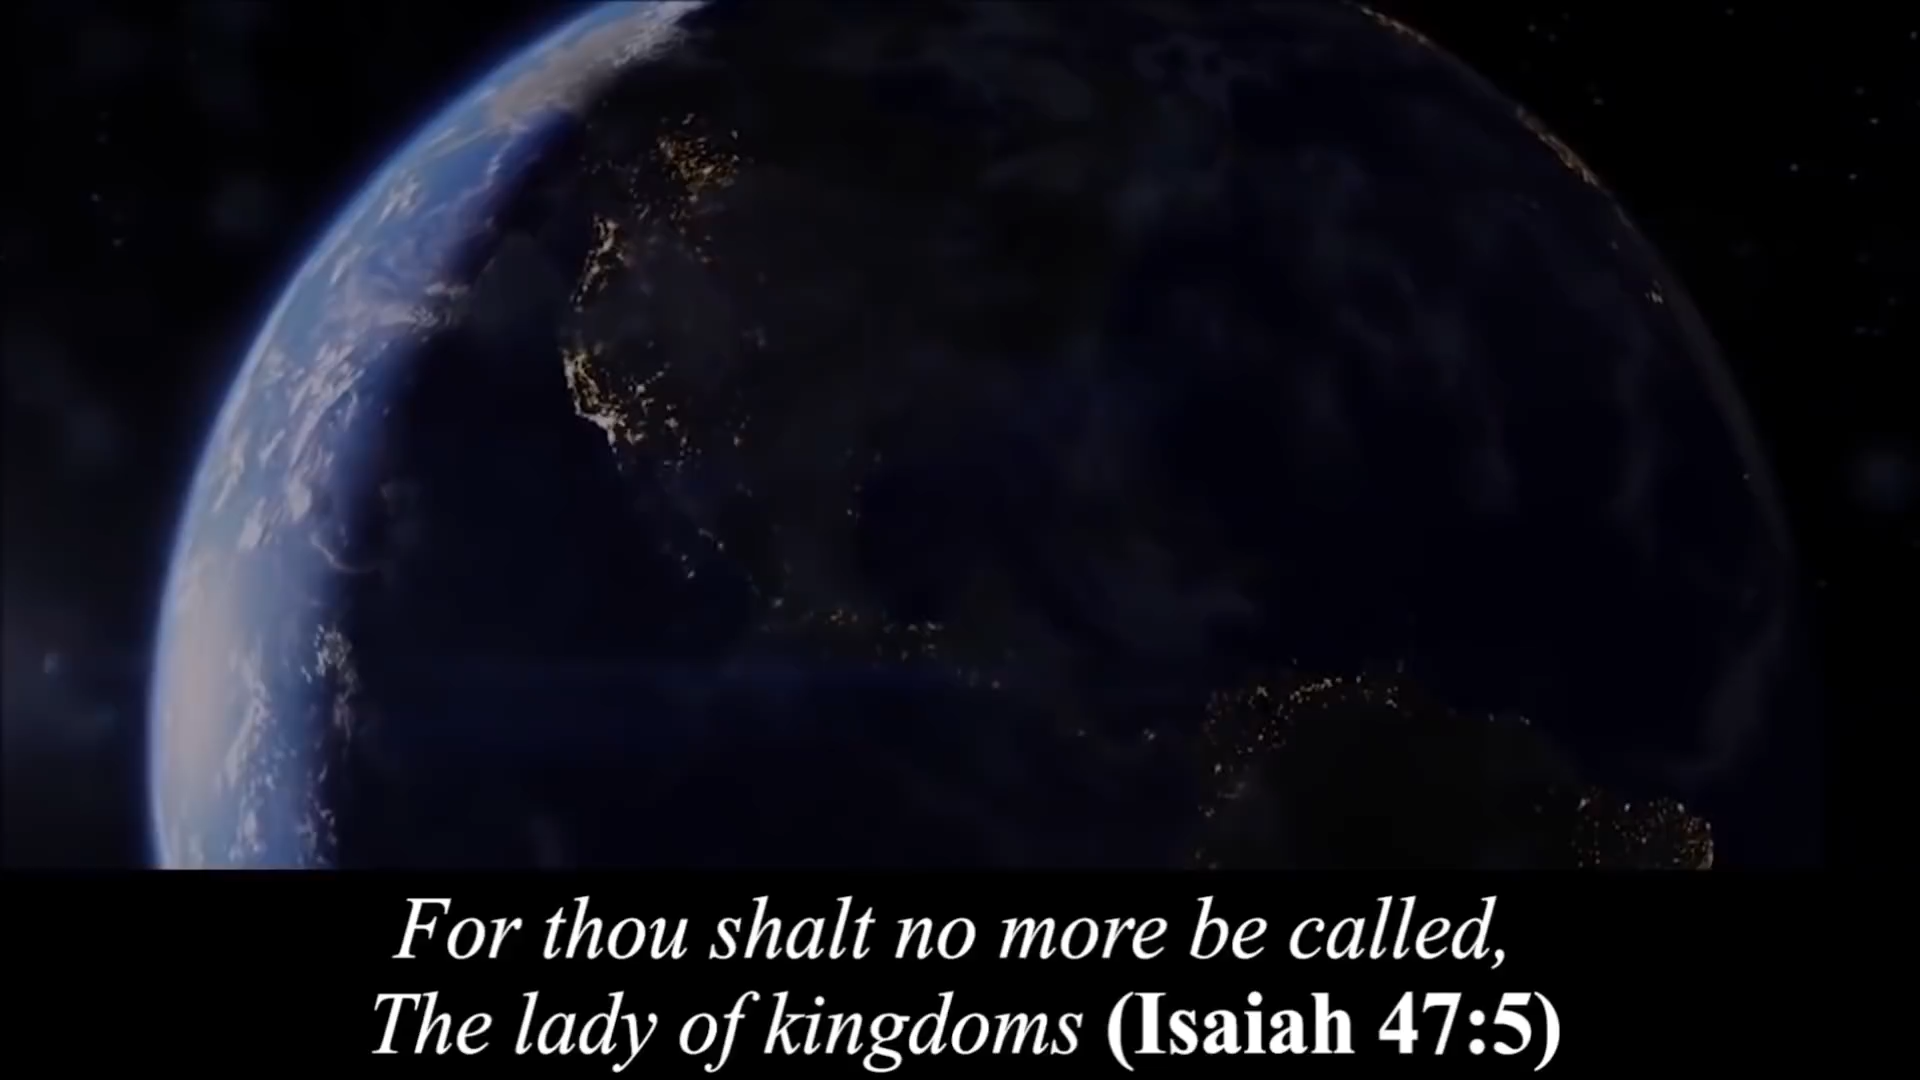 For thou shalt no more be called,
The lady of kingdoms (Isaiah 47:5)